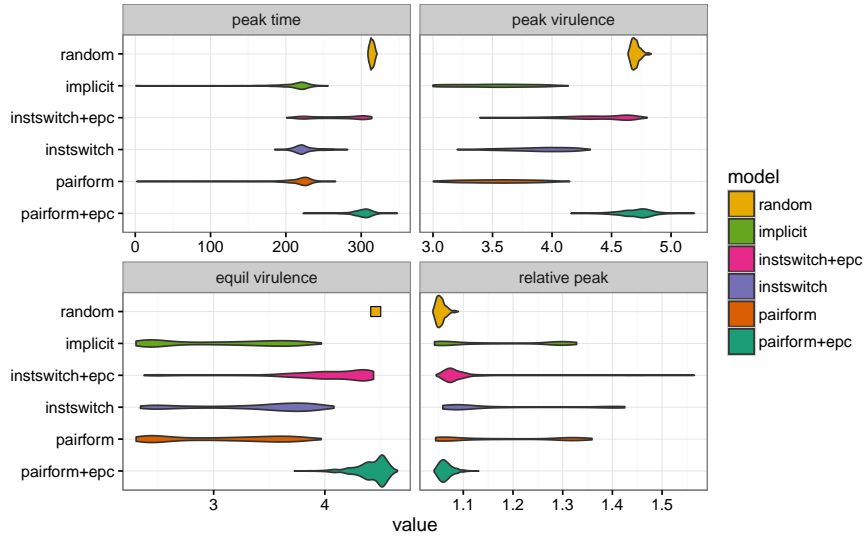 peak time
peak virulence
random
implicit
instswitch+epc
instswitch
pairform
pairform+epc
0 100 200 300
3.0 3.5 4.0 4.5 5.0
equil virulence
relative peak
random
implicit
instswitch+epc
instswitch
pairform
pairform+epc
3 4
1.1 1.2 1.3 1.4 1.5
value
model
random
implicit
instswitch+epc
instswitch
pairform
pairform+epc